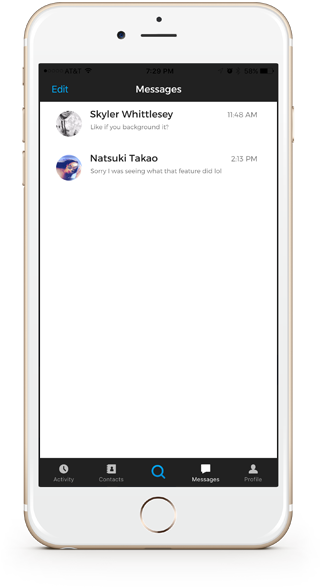 AT&T 7:29 PM 58%
Edit Messages
Skyler Whittlesey 11:48 AM
Like if you background it?
Natsuki Takao 2:13 PM
Sorry I was seeing what that feature did lol
Activity Contacts Messages Profile